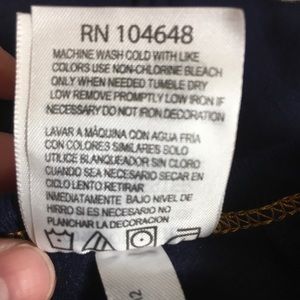 RN 104648
MACHINE WASH COLD WITH LIKE
COLORS USE NON-CHLORINE BLEACH
ONLY WHEN NEEDED TUMBLE DRY
LOW REMOVE PROMPTLY LOW IRON IF
NECESSARY DO NOT IRON DECORATION
LAVAR A MÁQUINA CON AGUA FRÍA
CON COLORES SIMILARES SOLO
UTILICE BLANQUEADOR SIN CLORO
CUANDO SEA NECESARIO SECAR EN
CICLO LENTO RETIRAR
INMEDIATAMENTE BAJO NIVEL DE
HIRRO SI ES NECESARIO NO
PLANCHAR LA DECORACION
2